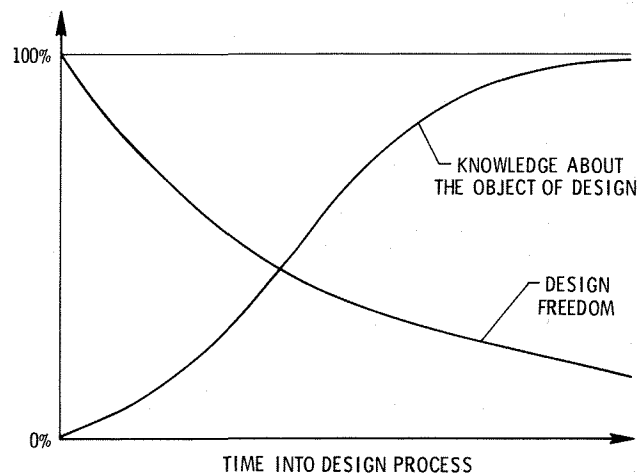 100%
KNOWLEDGE ABOUT
THE OBJECT OF DESIGN
DESIGN
FREEDOM
0%
TIME INTO DESIGN PROCESS